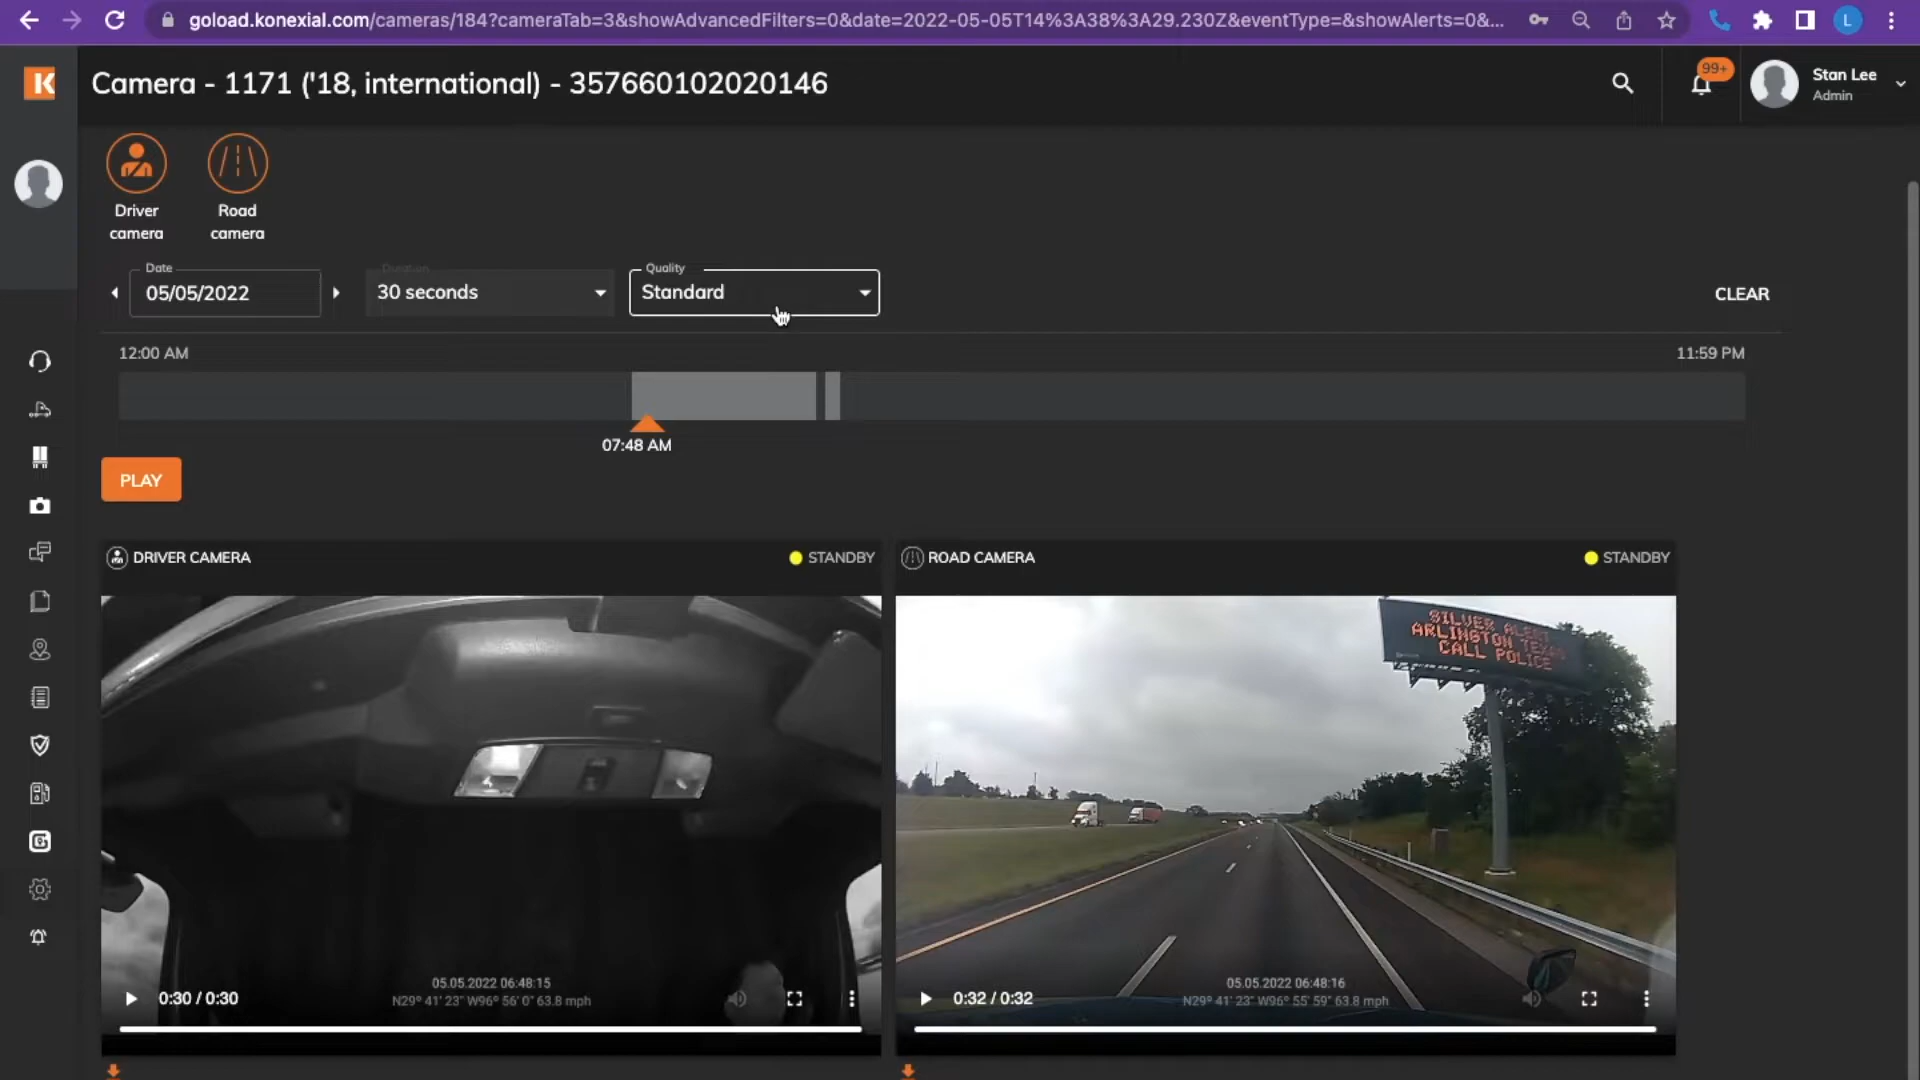 goload.konexial.com/cameras/184?cameraTab=3&showAdvancedFilters=0&date=2022-05-05T14%3A38%3A29.230Z&eventType=&showAlerts=0&...
L
K
Camera - 1171 ('18, international) - 357660102020146
99+
Stan Lee
Admin
Driver
camera
Road
camera
Date
05/05/2022
Duration
30 seconds
Quality
Standard
CLEAR
12:00 AM
11:59 PM
07:48 AM
PLAY
DRIVER CAMERA
STANDBY
ROAD CAMERA
STANDBY
SILVER ALERT
ARLINGTON TEXAS
CALL POLICE
05.05.2022 06:48:15
N29º 41' 23" W96º 56' 0" 63.8 mph
0:30 / 0:30
05.05.2022 06:48:16
N29º 41' 23" W96º 55' 59" 63.8 mph
0:32 / 0:32